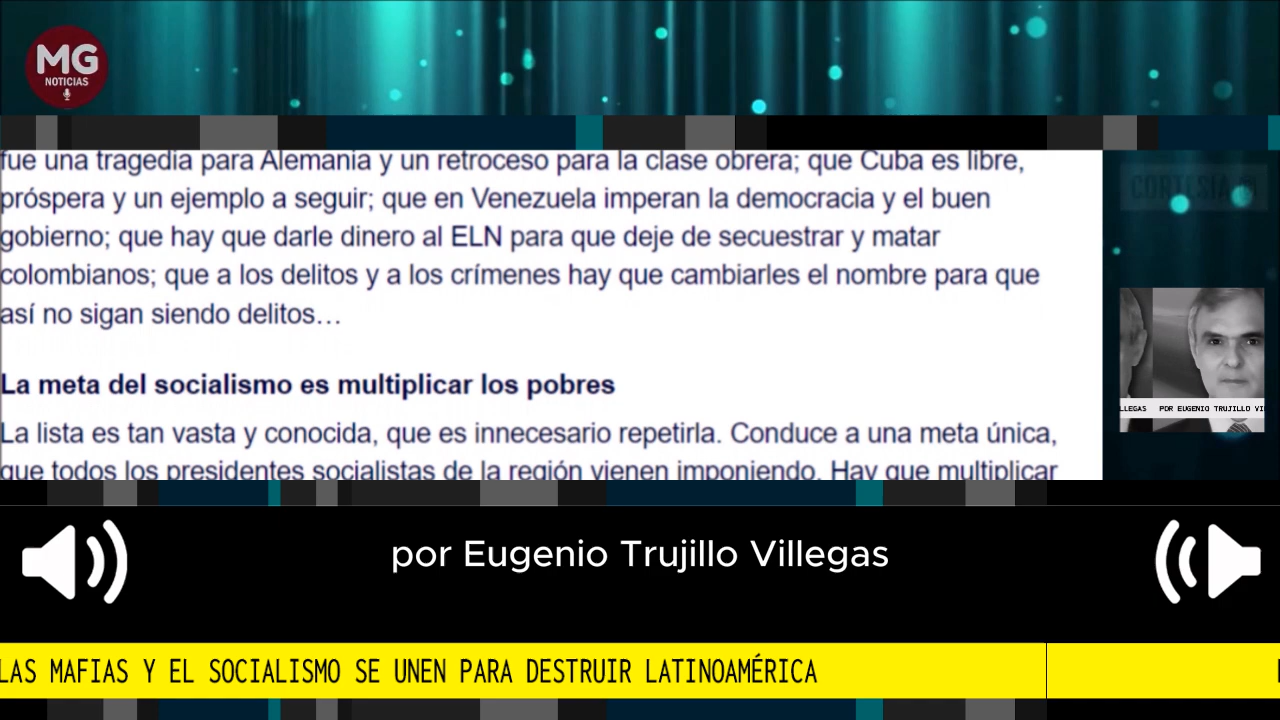 MG
NOTICIAS
fue una tragedia para Alemania y un retroceso para la clase obrera; que Cuba es libre,
próspera y un ejemplo a seguir; que en Venezuela imperan la democracia y el buen
gobierno; que hay que darle dinero al ELN para que deje de secuestrar y matar
colombianos; que a los delitos y a los crímenes hay que cambiarles el nombre para que
así no sigan siendo delitos…
La meta del socialismo es multiplicar los pobres
La lista es tan vasta y conocida, que es innecesario repetirla. Conduce a una meta única,
que todos los presidentes socialistas de la región vienen imponiendo. Hay que multiplicar
CORTESIA
LLEGAS POR EUGENIO TRUJILLO VI
por Eugenio Trujillo Villegas
LAS MAFIAS Y EL SOCIALISMO SE UNEN PARA DESTRUIR LATINOAMÉRICA